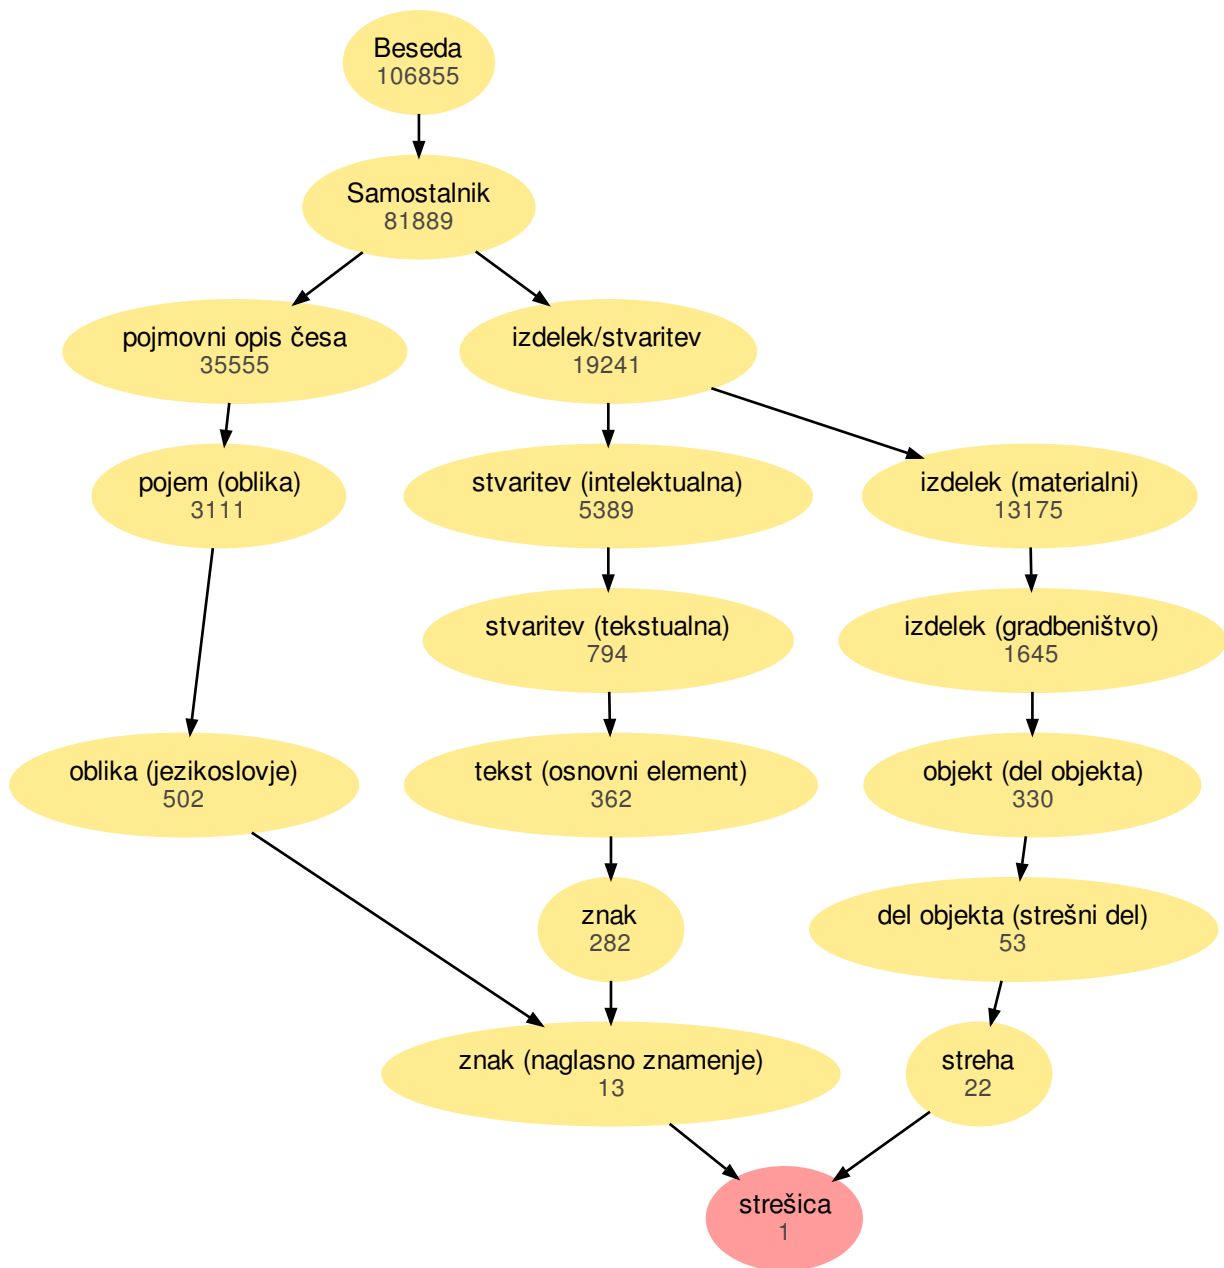 Beseda
106855
Samostalnik
81889
pojmovni opis česa
35555
izdelek/stvaritev
19241
pojem (oblika)
3111
stvaritev (intelektualna)
5389
izdelek (materialni)
13175
stvaritev (tekstualna)
794
izdelek (gradbeništvo)
1645
oblika (jezikoslovje)
502
tekst (osnovni element)
362
objekt (del objekta)
330
znak
282
del objekta (strešni del)
53
znak (naglasno znamenje)
13
streha
22
strešica
1